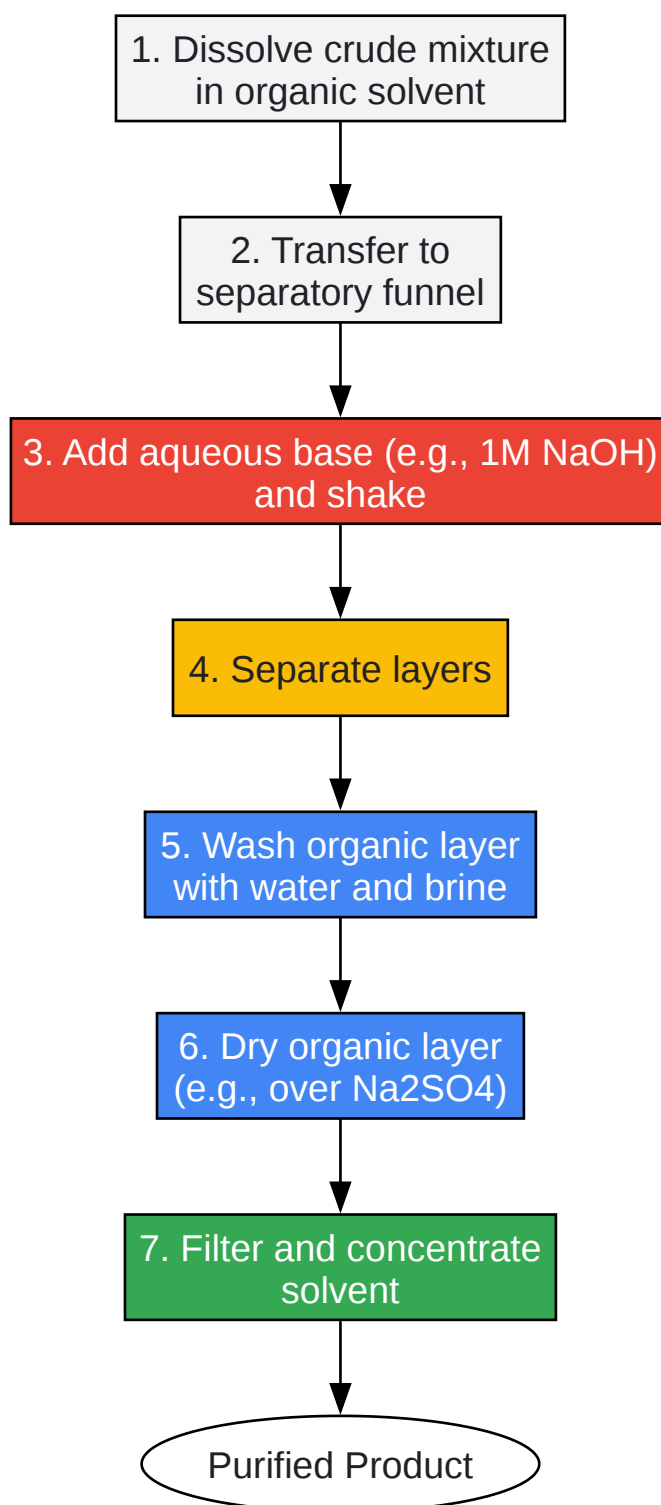 1. Dissolve crude mixture
in organic solvent
2. Transfer to
separatory funnel
3. Add aqueous base (e.g., 1M NaOH)
and shake
4. Separate layers
5. Wash organic layer
with water and brine
6. Dry organic layer
(e.g., over Na2SO4)
7. Filter and concentrate
solvent
Purified Product